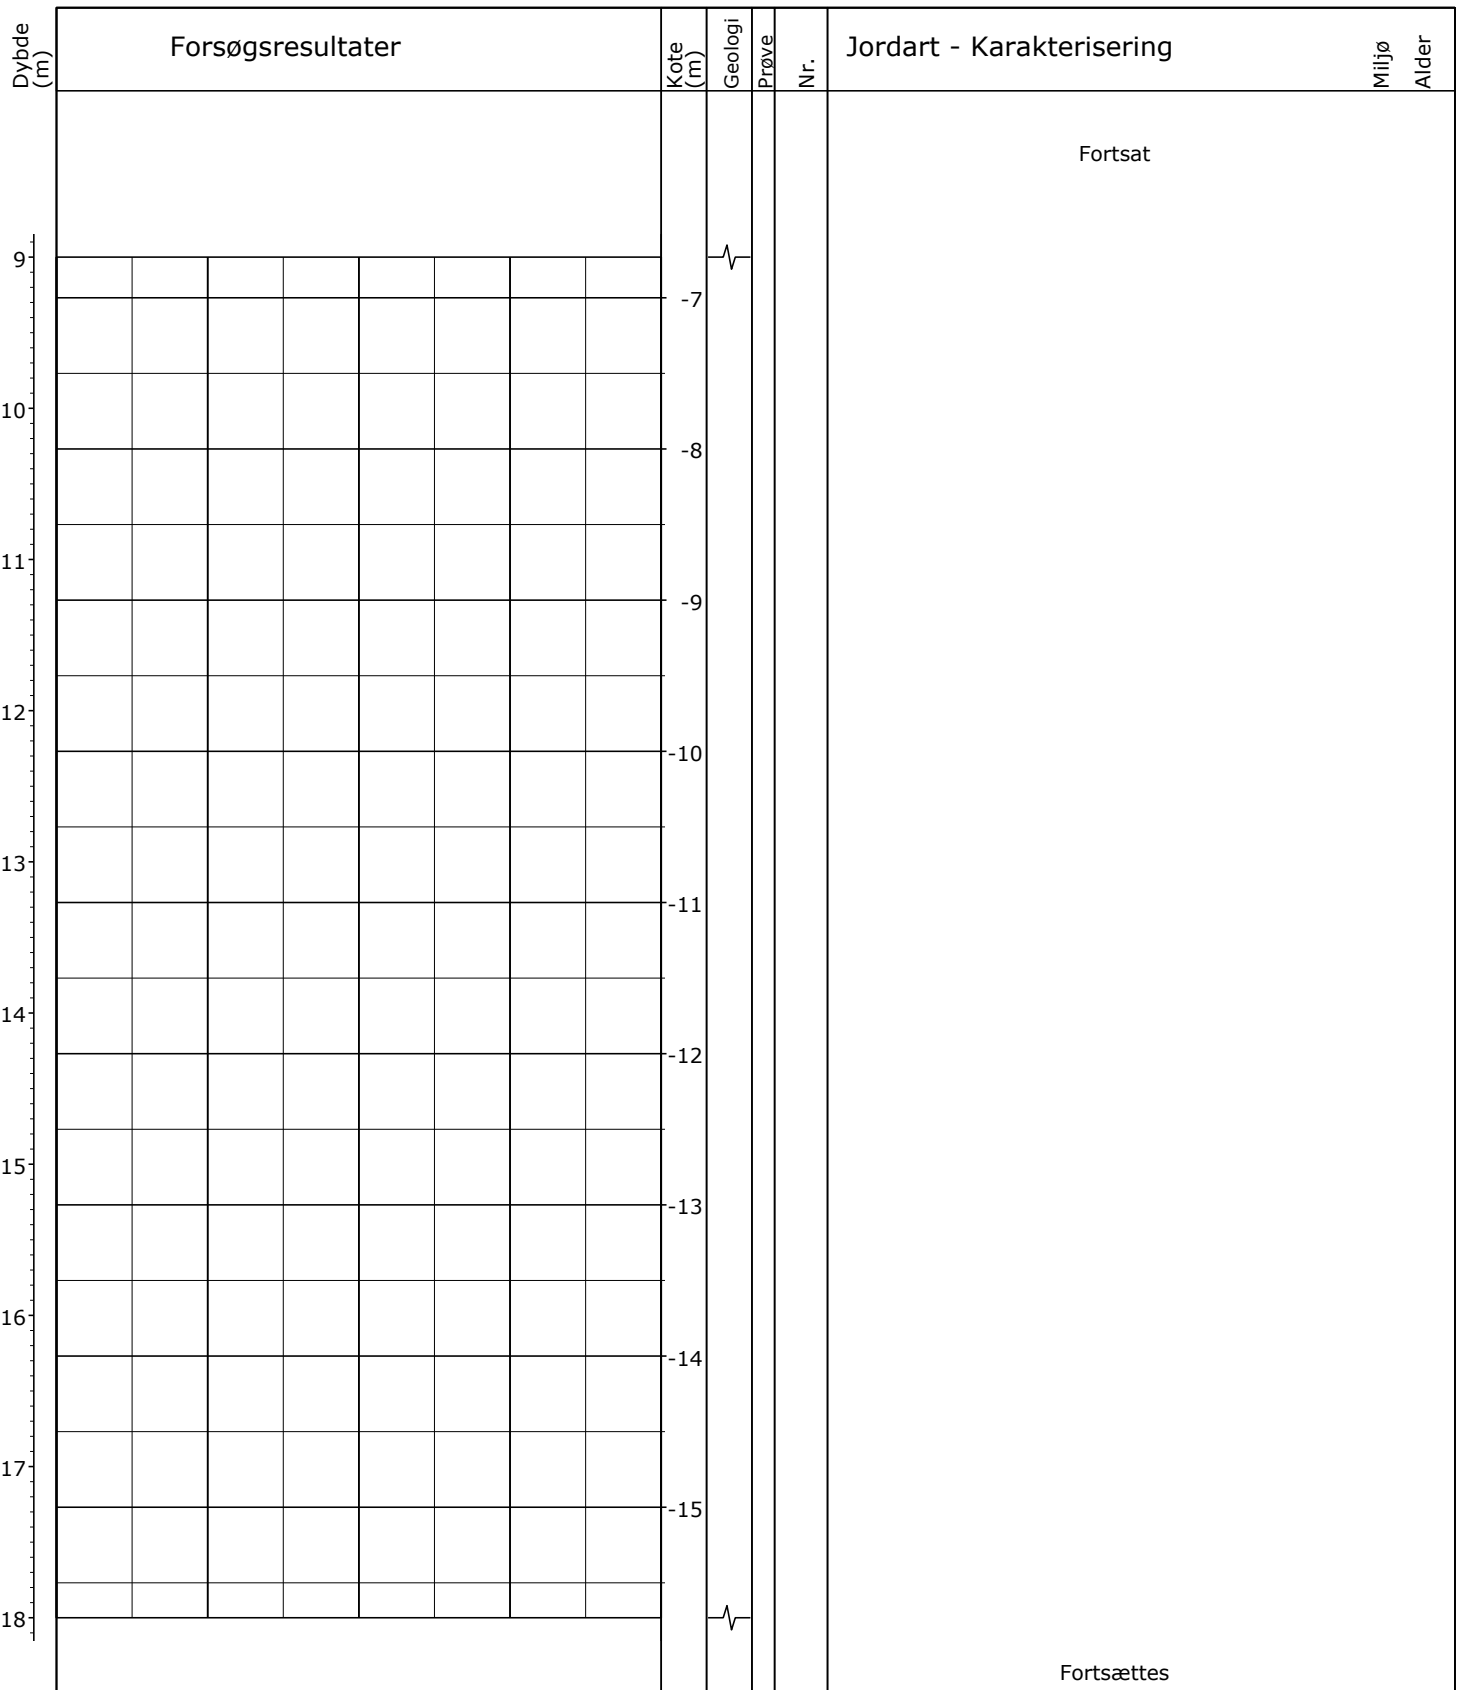 Dybde
(m)
Forsøgsresultater
Kote
(m)
Geologi
Prøve
Nr.
Jordart - Karakterisering
Miljø
Alder
Fortsat
9
-7
10
-8
11
-9
12
-10
13
-11
14
-12
15
-13
16
-14
17
-15
18
Fortsættes